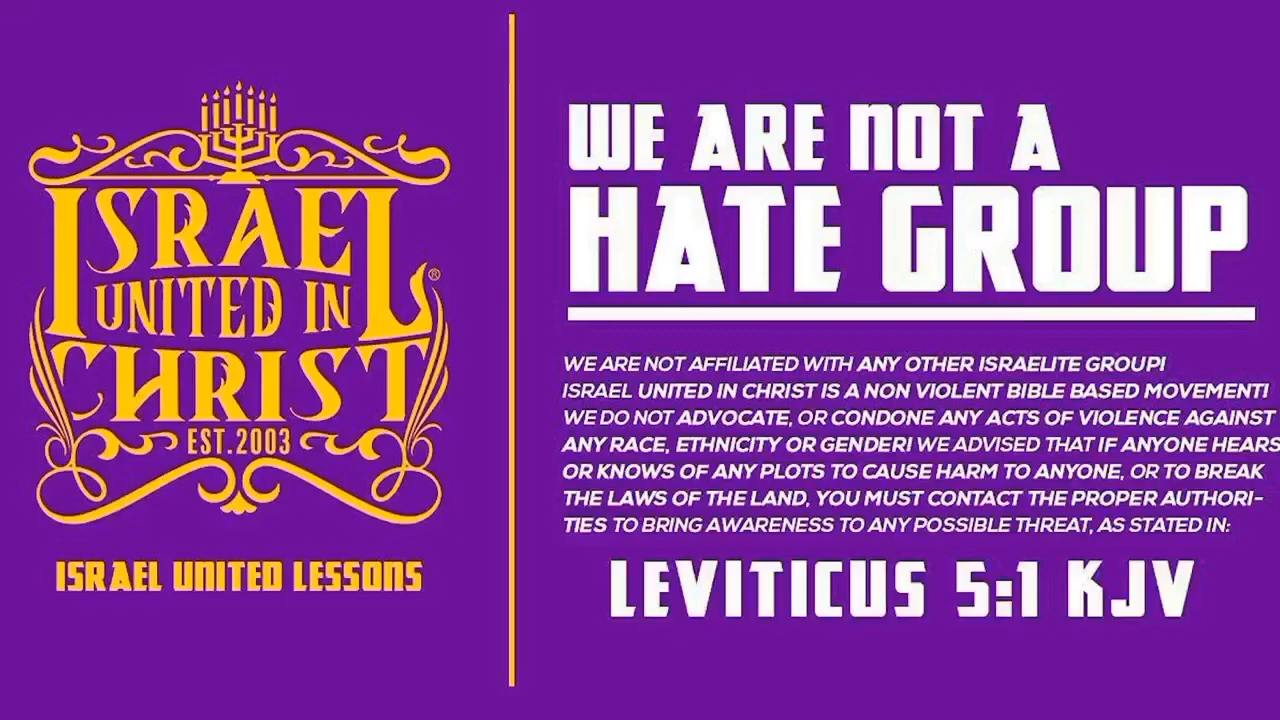 ISRAEL
UNITED IN
CHRIST
®
EST.2003
ISRAEL UNITED LESSONS
WE ARE NOT A
HATE GROUP
WE ARE NOT AFFILIATED WITH ANY OTHER ISRAELITE GROUP!
ISRAEL UNITED IN CHRIST IS A NON VIOLENT BIBLE BASED MOVEMENT!
WE DO NOT ADVOCATE, OR CONDONE ANY ACTS OF VIOLENCE AGAINST
ANY RACE, ETHNICITY OR GENDER! WE ADVISED THAT IF ANYONE HEARS
OR KNOWS OF ANY PLOTS TO CAUSE HARM TO ANYONE, OR TO BREAK
THE LAWS OF THE LAND, YOU MUST CONTACT THE PROPER AUTHORI-
TIES TO BRING AWARENESS TO ANY POSSIBLE THREAT, AS STATED IN:
LEVITICUS 5:1 KJV